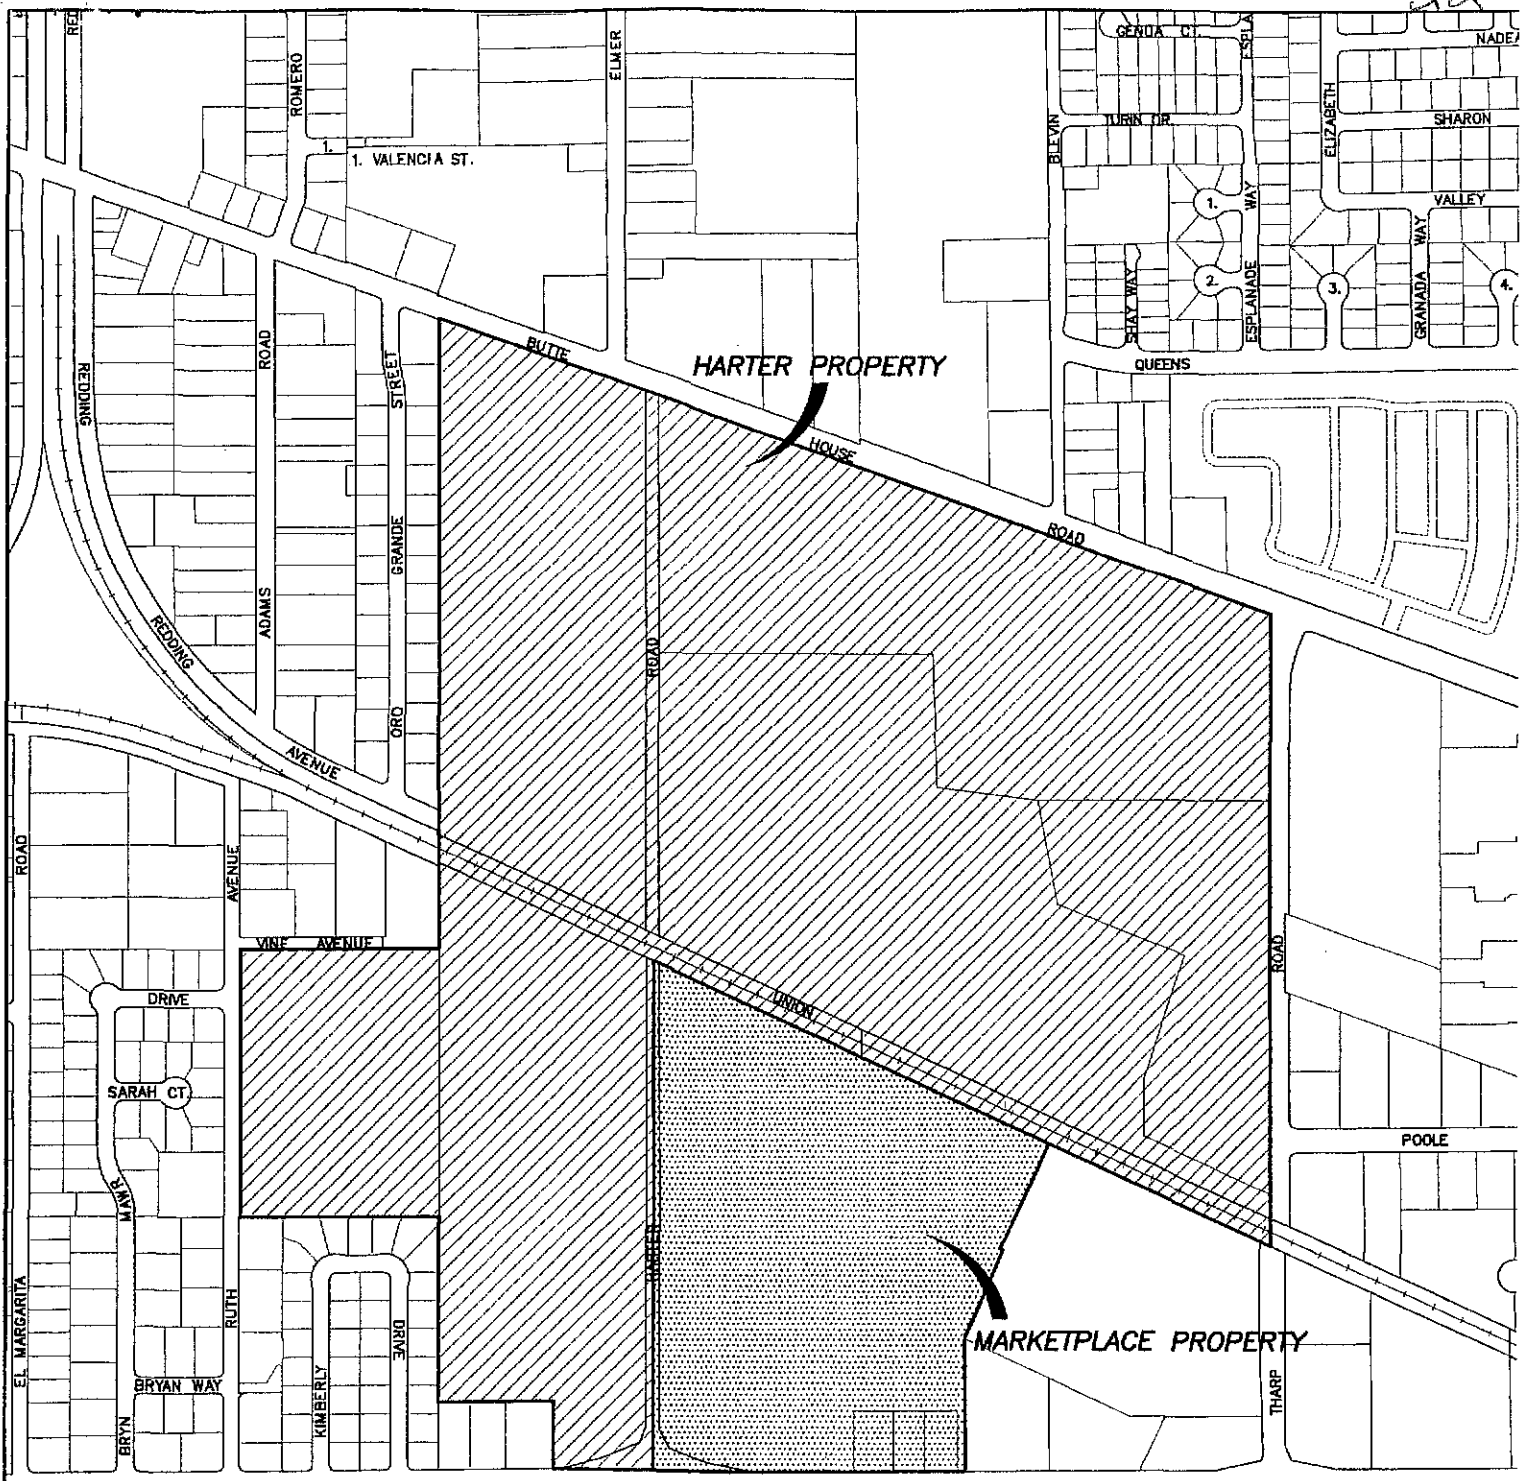 RED
ROMERO
ELMER
GENOA CT.
ESPLA
NADEA
1.
1. VALENCIA ST.
BLEVIN
TURIN DR.
ELIZABETH
SHARON
1.
WAY
VALLEY
2.
3.
4.
SHAY WAY
ESPLANADE
GRANADA WAY
REDDING
ROAD
STREET
BUTTE
HARTER PROPERTY
QUEENS
HOUSE
ROAD
GRANDE
ADAMS
REDDING
ROAD
ORO
AVENUE
ROAD
AVENUE
VINE AVENUE
ROAD
DRIVE
UNION
SARAH CT.
POOLE
MAWR
HARTER
EL MARGARITA
RUTH
DRIVE
MARKETPLACE PROPERTY
BRYAN WAY
KIMBERLY
THARP
BRYN